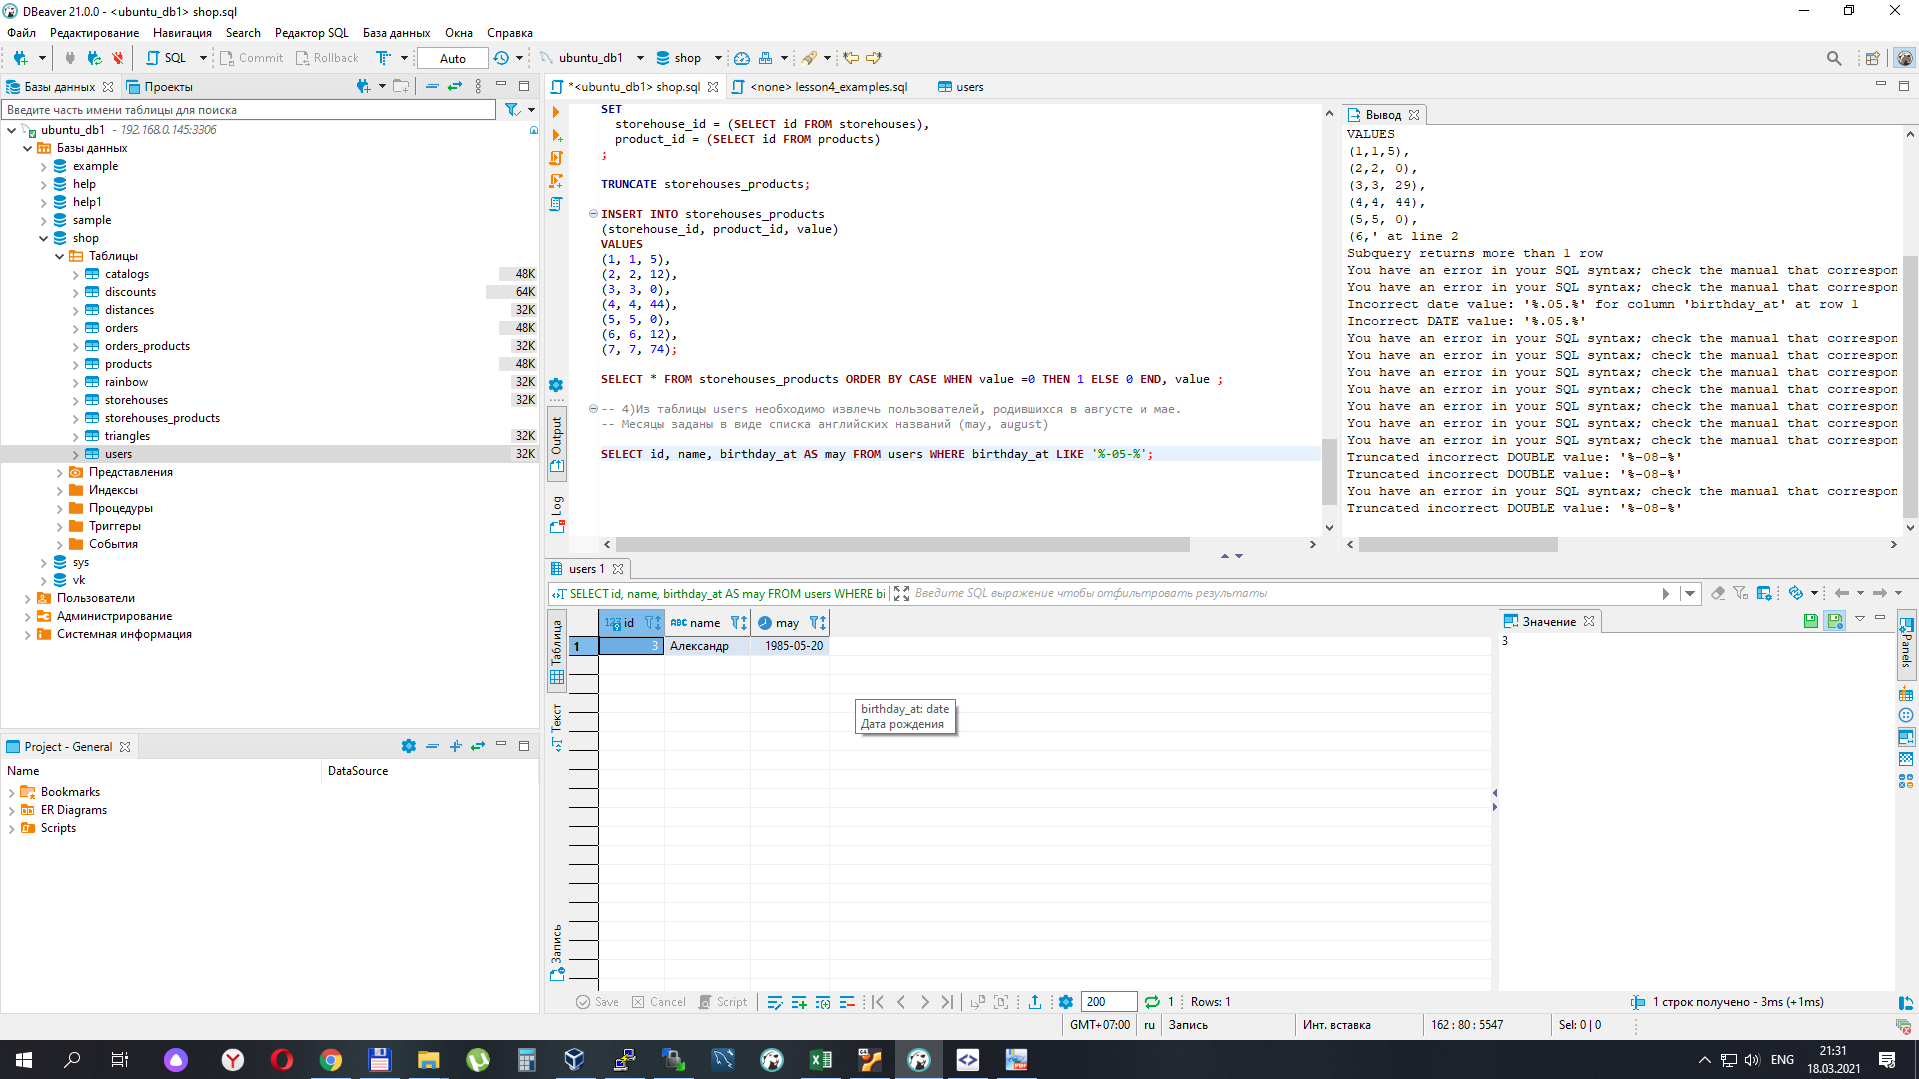 DBeaver 21.0.0 - <ubuntu_db1> shop.sql
Файл Редактирование Навигация Search Редактор SQL База данных Окна Справка
SQL Commit Rollback Auto ubuntu_db1 shop
Базы данных Проекты
Введите часть имени таблицы для поиска
ubuntu_db1 - 192.168.0.145:3306
Базы данных
example
help
help1
sample
shop
Таблицы
catalogs 48K
discounts 64K
distances 32K
orders 48K
orders_products 32K
products 48K
rainbow 32K
storehouses 32K
storehouses_products
triangles 32K
users 32K
Представления
Индексы
Процедуры
Триггеры
События
sys
vk
Пользователи
Администрирование
Системная информация
Project - General
Name DataSource
Bookmarks
ER Diagrams
Scripts
*<ubuntu_db1> shop.sql <none> lesson4_examples.sql users
SET
storehouse_id = (SELECT id FROM storehouses),
product_id = (SELECT id FROM products)
;
TRUNCATE storehouses_products;
INSERT INTO storehouses_products
(storehouse_id, product_id, value)
VALUES
(1, 1, 5),
(2, 2, 12),
(3, 3, 0),
(4, 4, 44),
(5, 5, 0),
(6, 6, 12),
(7, 7, 74);
SELECT * FROM storehouses_products ORDER BY CASE WHEN value =0 THEN 1 ELSE 0 END, value ;
-- 4)Из таблицы users необходимо извлечь пользователей, родившихся в августе и мае.
-- Месяцы заданы в виде списка английских названий (may, august)
SELECT id, name, birthday_at AS may FROM users WHERE birthday_at LIKE '%-05-%';
Output
Log
Вывод
VALUES
(1,1,5),
(2,2, 0),
(3,3, 29),
(4,4, 44),
(5,5, 0),
(6,' at line 2
Subquery returns more than 1 row
You have an error in your SQL syntax; check the manual that correspon
You have an error in your SQL syntax; check the manual that correspon
Incorrect date value: '%.05.%' for column 'birthday_at' at row 1
Incorrect DATE value: '%.05.%'
You have an error in your SQL syntax; check the manual that correspon
You have an error in your SQL syntax; check the manual that correspon
You have an error in your SQL syntax; check the manual that correspon
You have an error in your SQL syntax; check the manual that correspon
You have an error in your SQL syntax; check the manual that correspon
You have an error in your SQL syntax; check the manual that correspon
You have an error in your SQL syntax; check the manual that correspon
Truncated incorrect DOUBLE value: '%-08-%'
Truncated incorrect DOUBLE value: '%-08-%'
You have an error in your SQL syntax; check the manual that correspon
Truncated incorrect DOUBLE value: '%-08-%'
users 1
SELECT id, name, birthday_at AS may FROM users WHERE bi Введите SQL выражение чтобы отфильтровать результаты
Таблица
Текст
Запись
123 id ABC name may
1 3 Александр 1985-05-20
birthday_at: date
Дата рождения
Значение
3
Panels
Save Cancel Script 200 1 Rows: 1 1 строк получено - 3ms (+1ms)
GMT+07:00 ru Запись Инт. вставка 162 : 80 : 5547 Sel: 0 | 0
ENG 21:31
18.03.2021